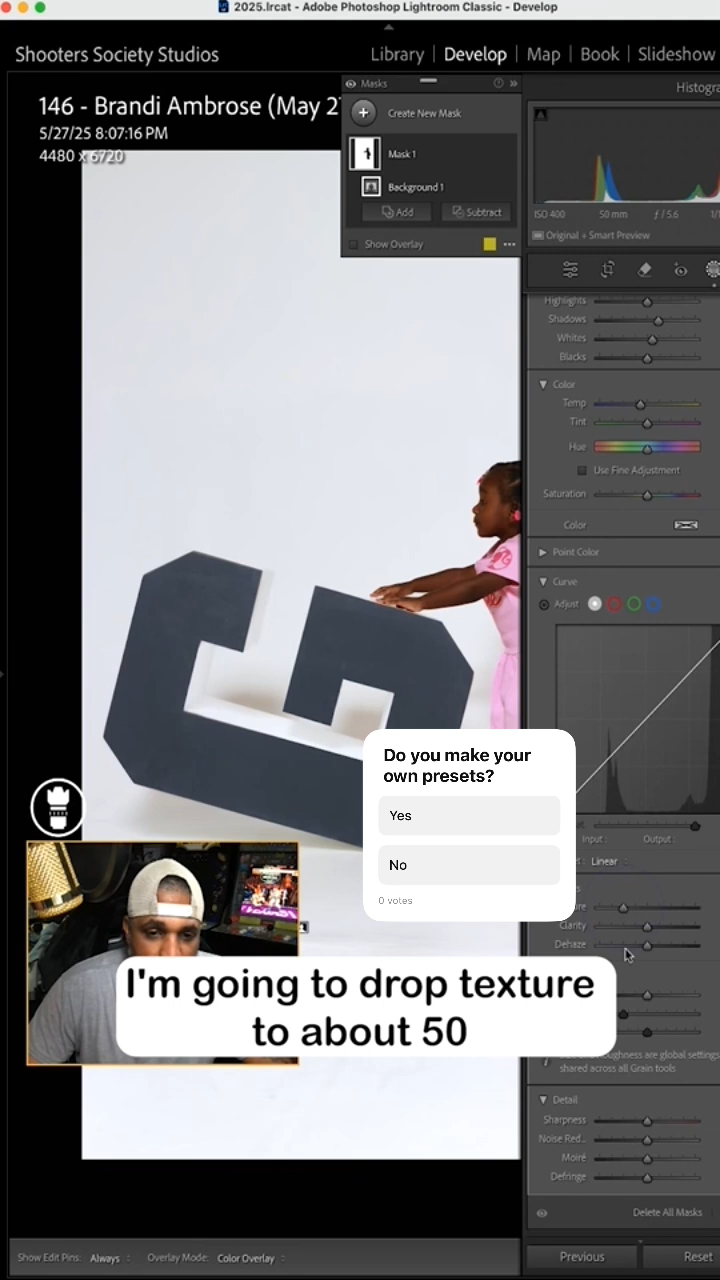 2025.lrcat - Adobe Photoshop Lightroom Classic - Develop
Shooters Society Studios
Library | Develop | Map | Book | Slideshow
146 - Brandi Ambrose (May 2
5/27/25 8:07:16 PM
4480 x 6720
Masks
Create New Mask
Mask 1
Background 1
Add
Subtract
Show Overlay
Histogra
ISO 400
50 mm
ƒ / 5.6
Original + Smart Preview
Highlights
Shadows
Whites
Blacks
Color
Temp
Tint
Hue
Use Fine Adjustment
Saturation
Color
Point Color
Curve
Adjust
Do you make your
own presets?
Yes
No
0 votes
Input :
Output :
Linear
Clarity
Dehaze
I'm going to drop texture
to about 50
ughness are global settings
shared across all Grain tools
Detail
Sharpness
Noise Red...
Moiré
Defringe
Delete All Masks
Show Edit Pins: Always
Overlay Mode: Color Overlay
Previous
Reset